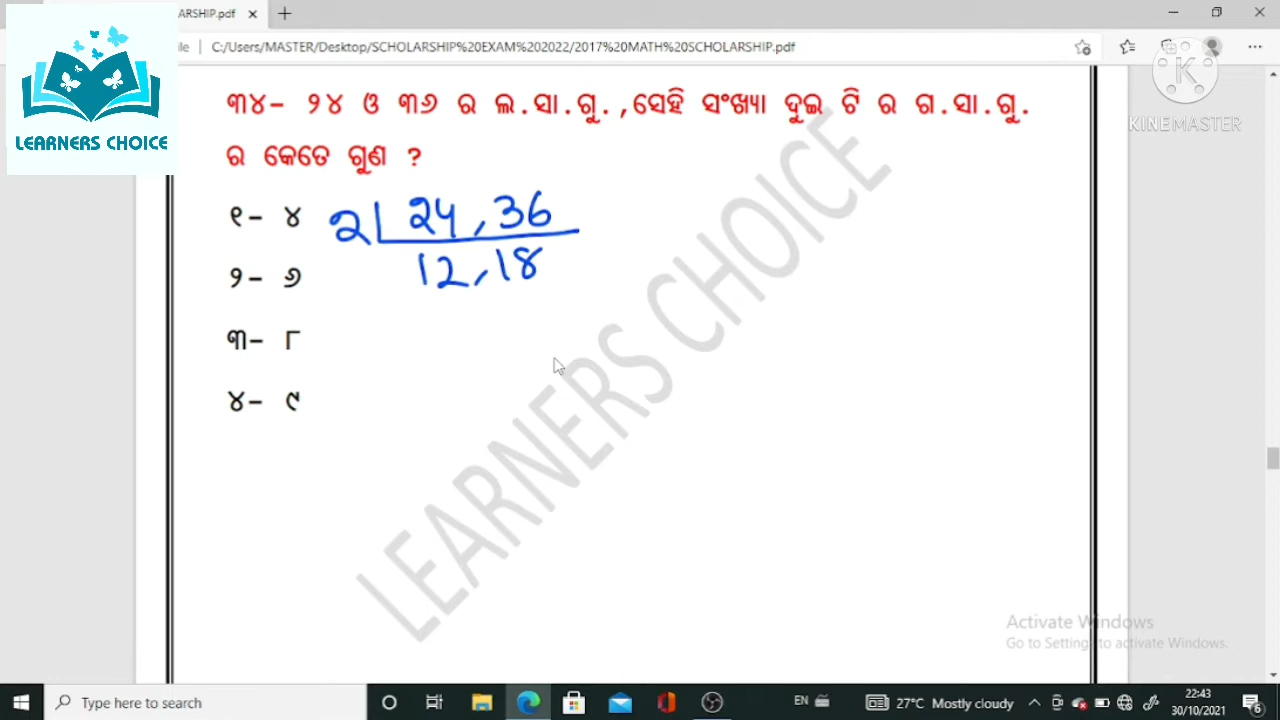 ARSHIP.pdf
ile C:/Users/MASTER/Desktop/SCHOLARSHIP%20EXAM%202022/2017%20MATH%20SCHOLARSHIP.pdf
LEARNERS CHOICE
K
KINEMASTER
୩୪- ୨୪ ଓ ୩୬ ର ଲ.ସା.ଗୁ.,ସେହି ସଂଖ୍ୟା ଦୁଇ ଟି ର ଗ.ସା.ଗୁ.
ର କେତେ ଗୁଣ ?
୧- ୪
୨- ୬
୩- ୮
୪- ୯
2 24, 36
12, 18
LEARNERS CHOICE
Activate Windows
Go to Settings to activate Windows.
Type here to search
EN
27°C Mostly cloudy
22:43
30/10/2021
6